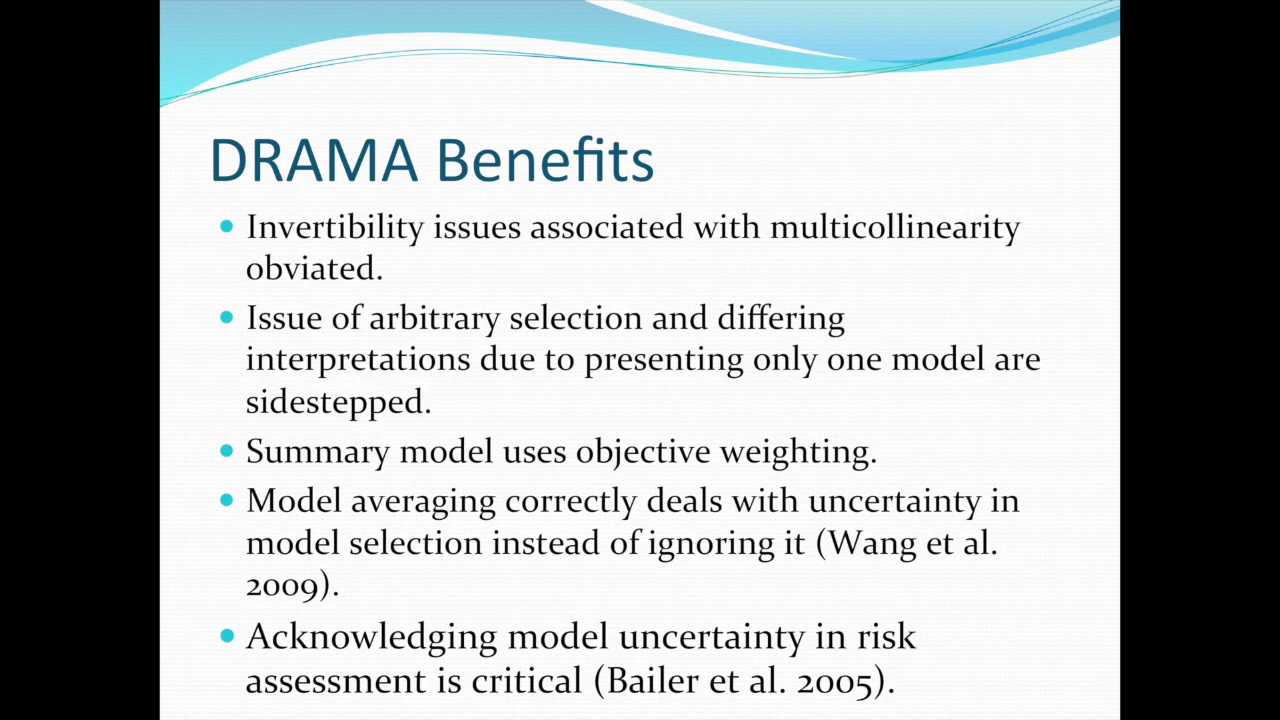 DRAMA Benefits
• Invertibility issues associated with multicollinearity
obviated.
• Issue of arbitrary selection and differing
interpretations due to presenting only one model are
sidestepped.
• Summary model uses objective weighting.
• Model averaging correctly deals with uncertainty in
model selection instead of ignoring it (Wang et al.
2009).
• Acknowledging model uncertainty in risk
assessment is critical (Bailer et al. 2005).